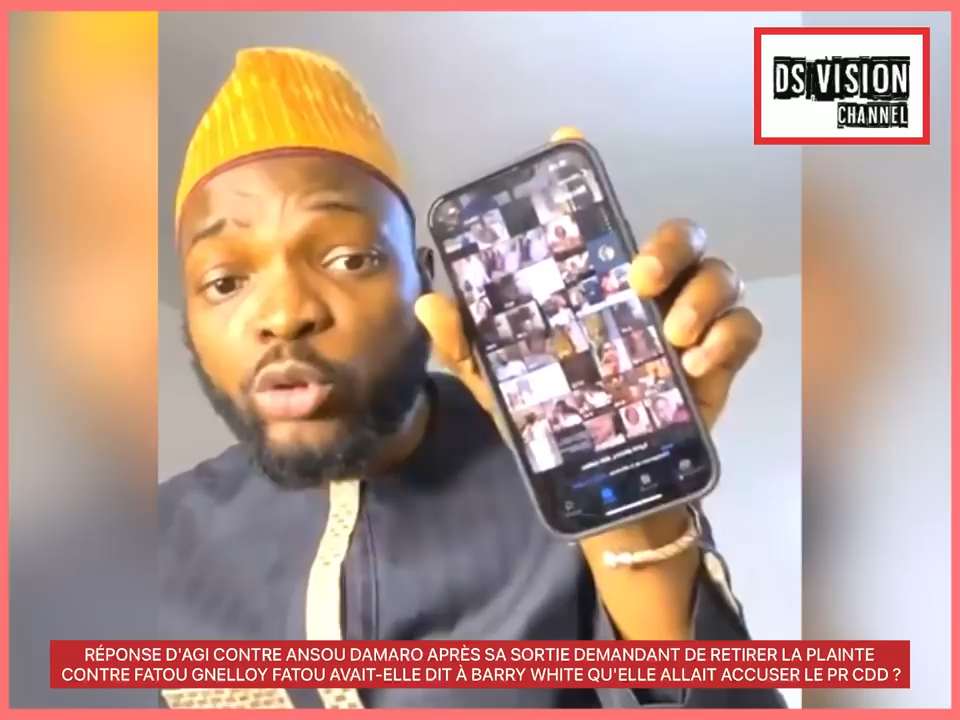 DS VISION
CHANNEL
RÉPONSE D'AGI CONTRE ANSOU DAMARO APRÈS SA SORTIE DEMANDANT DE RETIRER LA PLAINTE
CONTRE FATOU GNELLOY FATOU AVAIT-ELLE DIT À BARRY WHITE QU'ELLE ALLAIT ACCUSER LE PR CDD ?